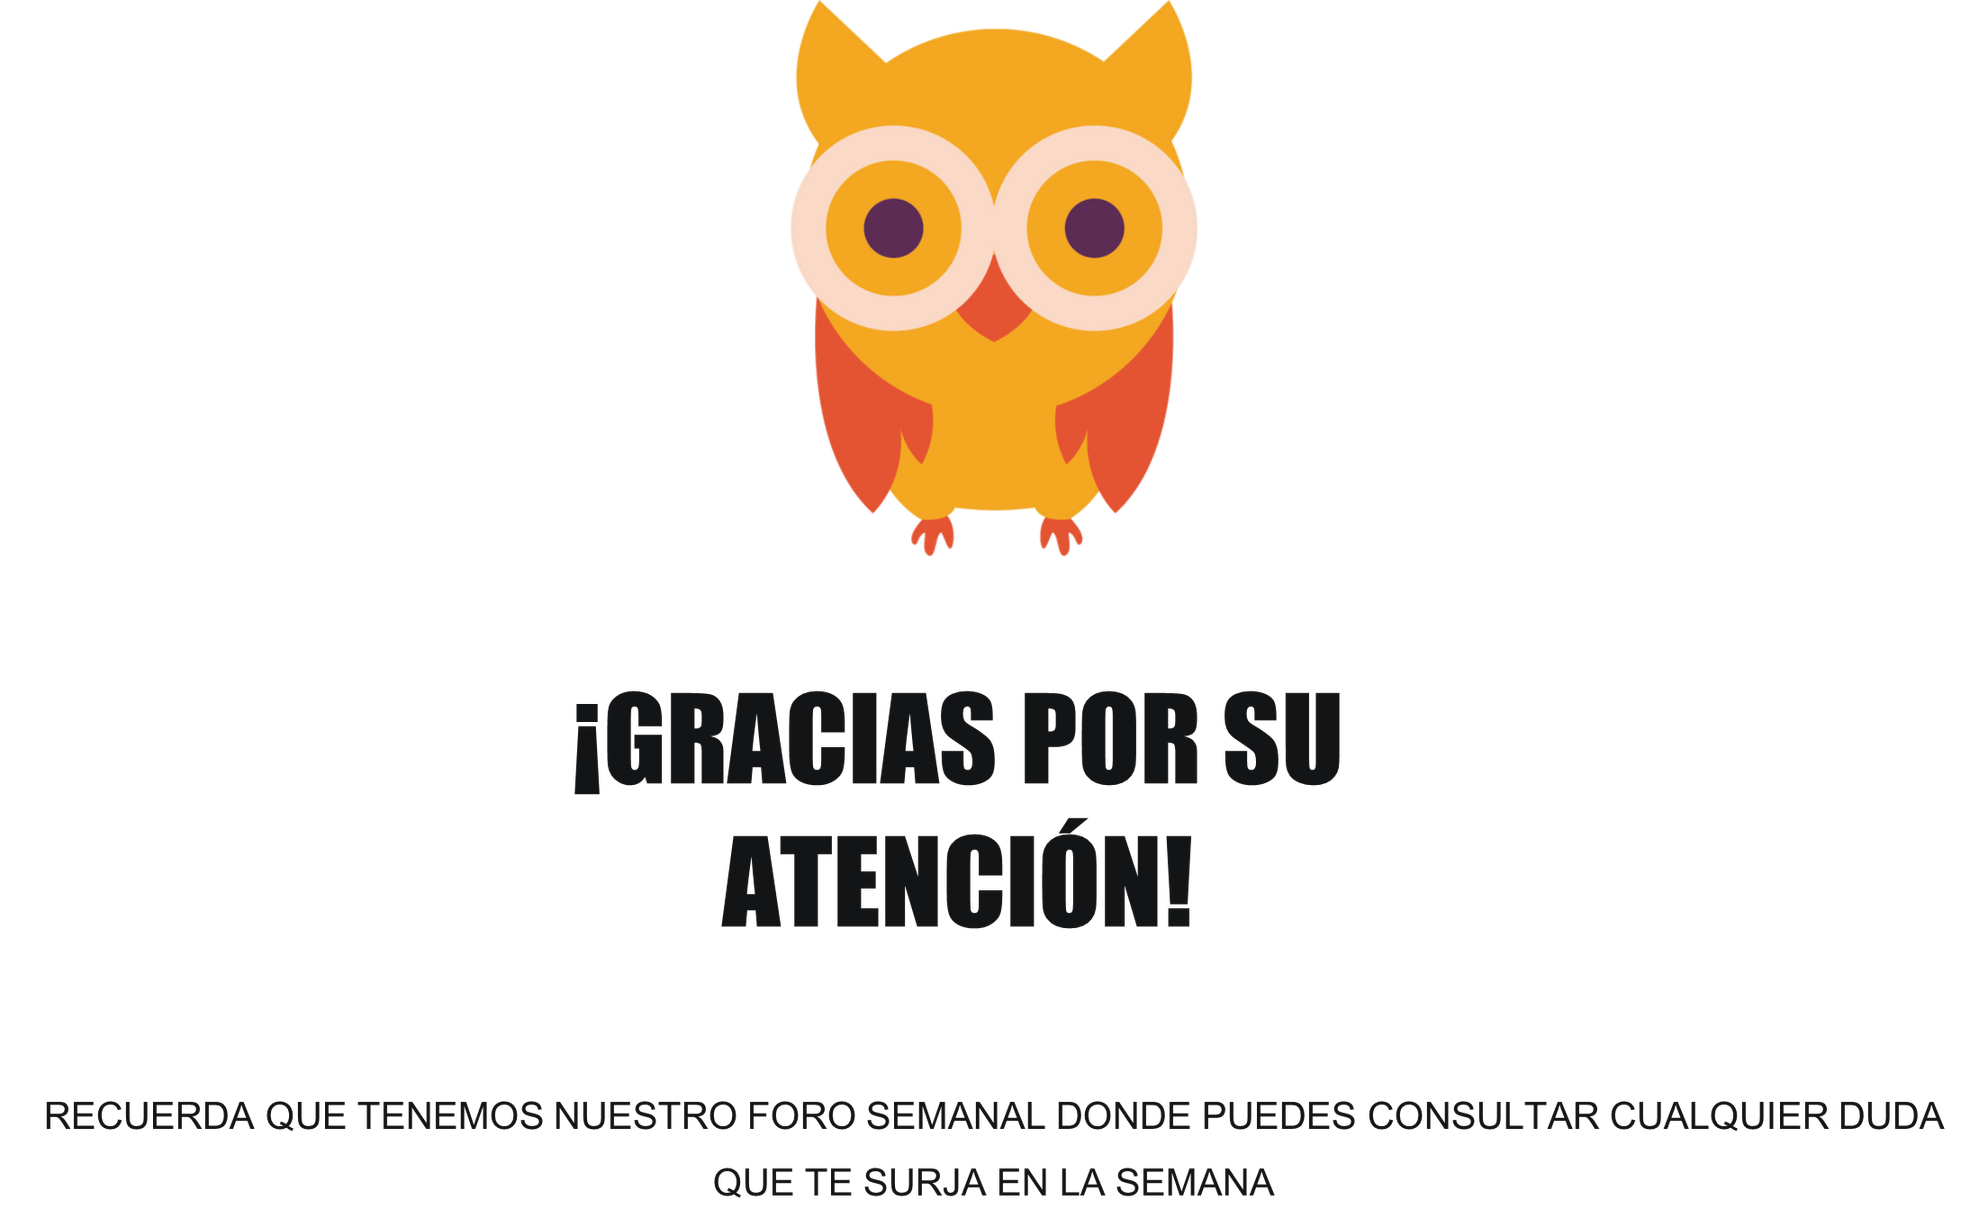 ¡GRACIAS POR SU
ATENCIÓN!
RECUERDA QUE TENEMOS NUESTRO FORO SEMANAL DONDE PUEDES CONSULTAR CUALQUIER DUDA
QUE TE SURJA EN LA SEMANA